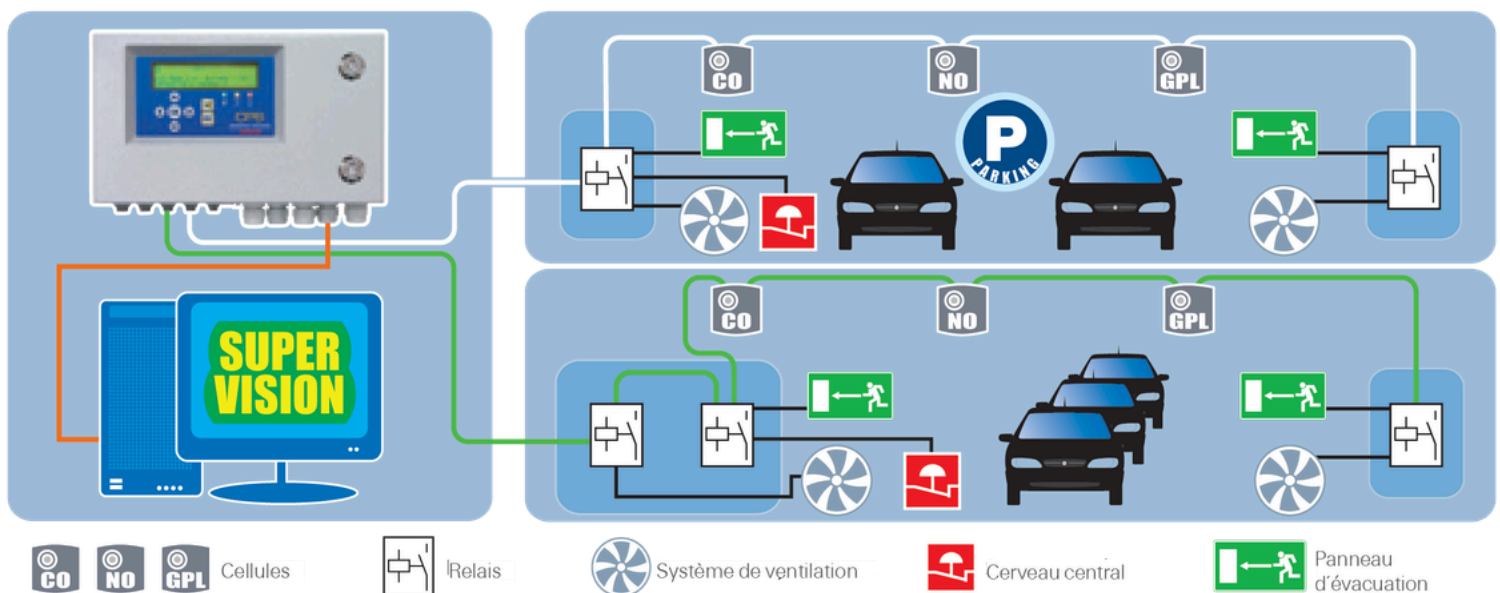 CPS
CO
NO
GPL
P
PARKING
SUPER
VISION
CO
NO
GPL
CO
NO
GPL
Cellules
Relais
Système de ventilation
Cerveau central
Panneau
d'évacuation